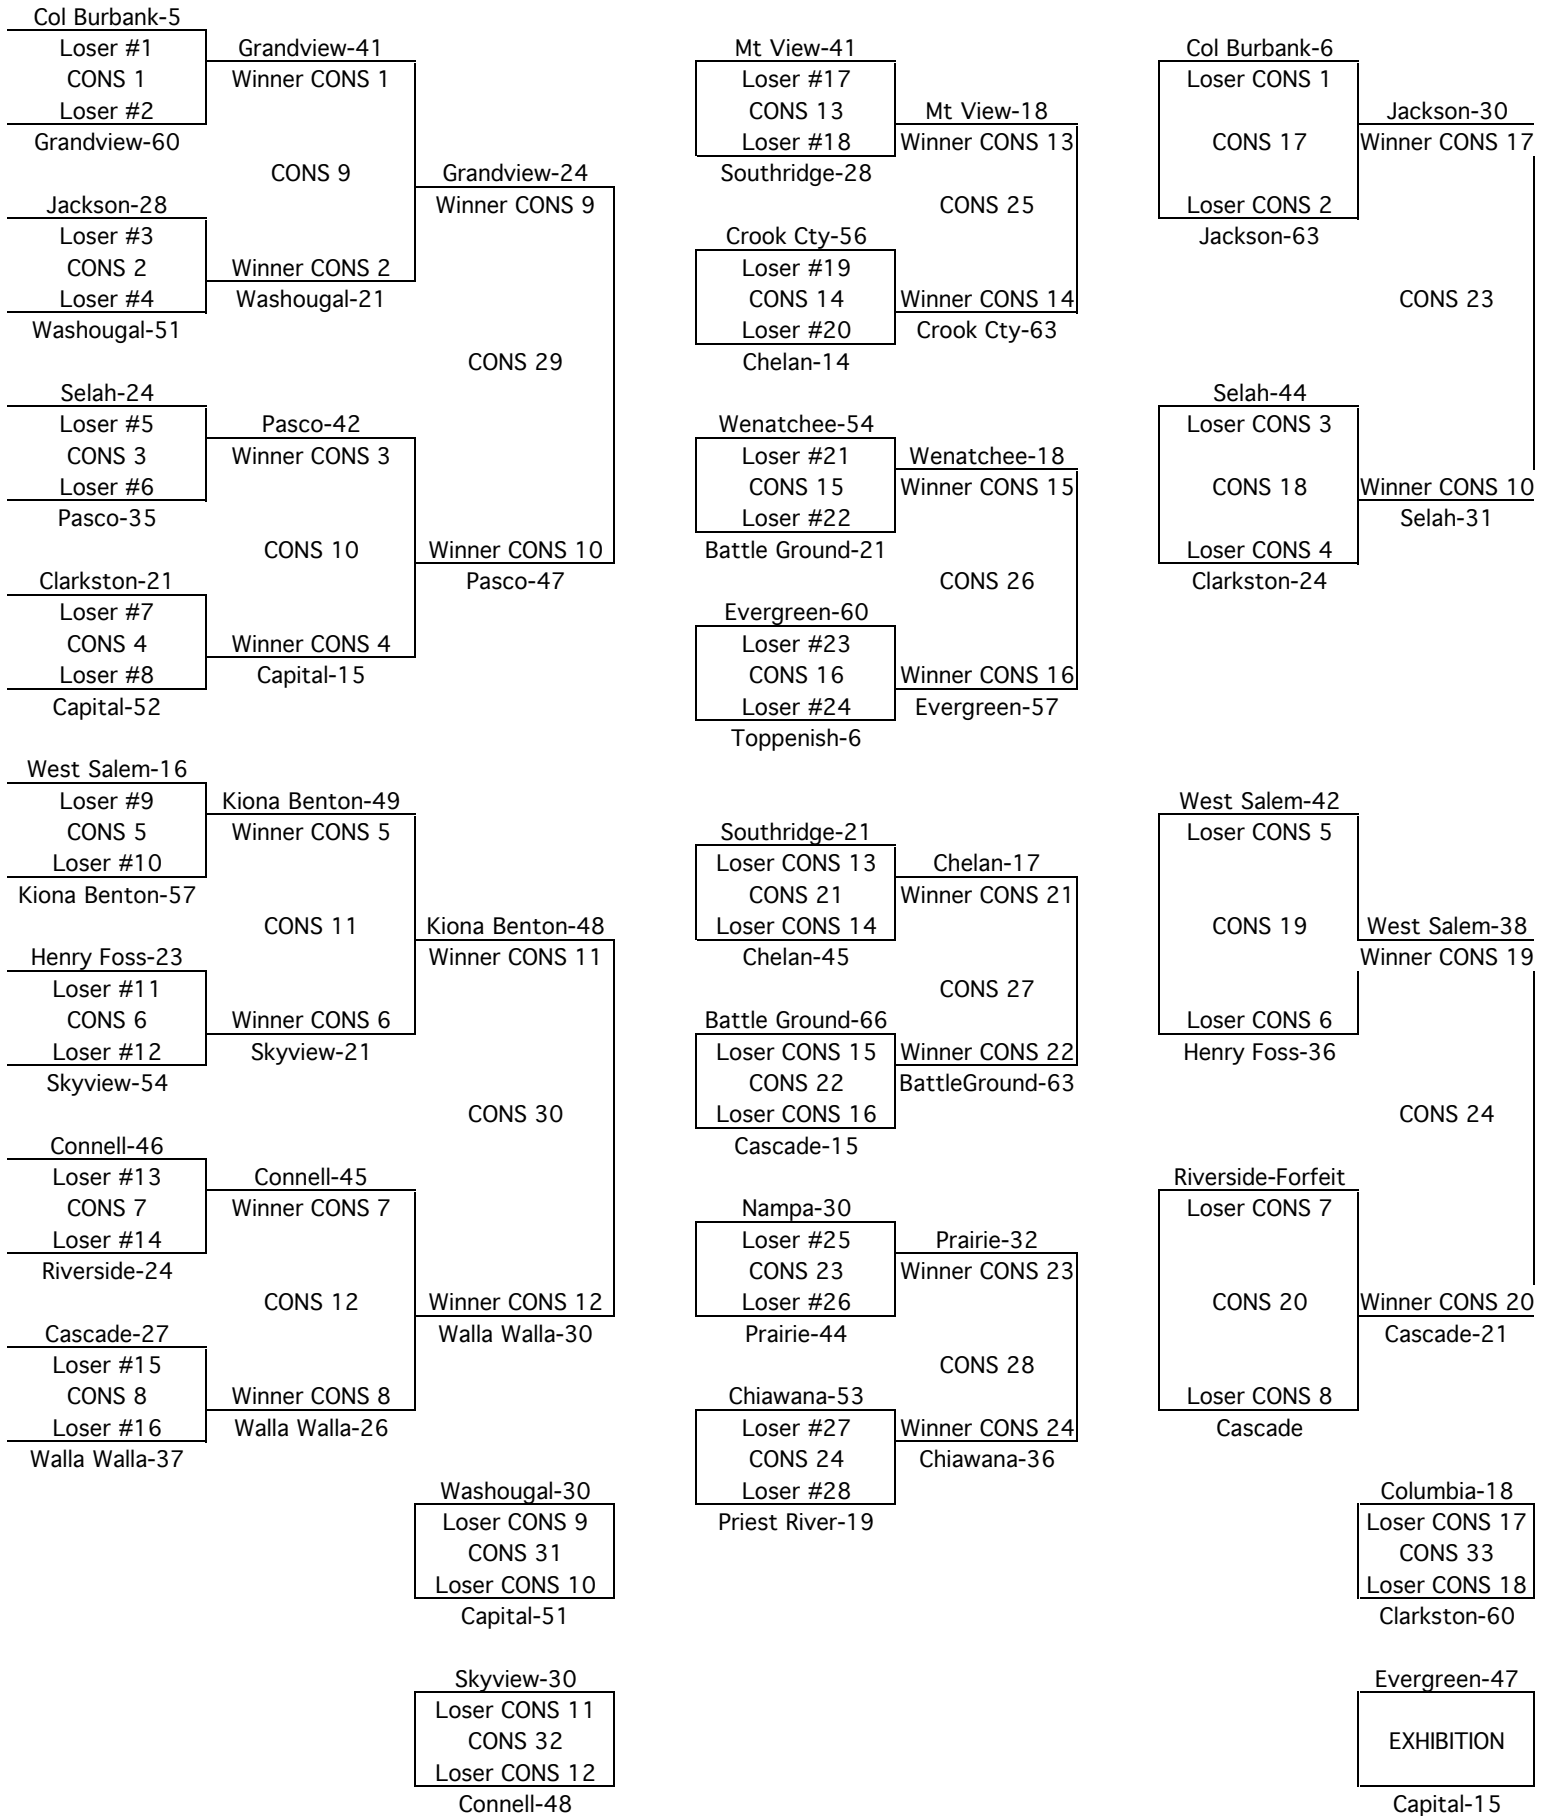 Col Burbank-5
Loser #1
CONS 1
Loser #2
Grandview-60
Jackson-28
Loser #3
CONS 2
Loser #4
Washougal-51
Selah-24
Loser #5
CONS 3
Loser #6
Pasco-35
Clarkston-21
Loser #7
CONS 4
Loser #8
Capital-52
West Salem-16
Loser #9
CONS 5
Loser #10
Kiona Benton-57
Henry Foss-23
Loser #11
CONS 6
Loser #12
Skyview-54
Connell-46
Loser #13
CONS 7
Loser #14
Riverside-24
Cascade-27
Loser #15
CONS 8
Loser #16
Walla Walla-37
Grandview-41
Winner CONS 1
CONS 9
Winner CONS 2
Washougal-21
Pasco-42
Winner CONS 3
CONS 10
Winner CONS 4
Capital-15
Kiona Benton-49
Winner CONS 5
CONS 11
Winner CONS 6
Skyview-21
Connell-45
Winner CONS 7
CONS 12
Winner CONS 8
Walla Walla-26
Grandview-24
Winner CONS 9
CONS 29
Winner CONS 10
Pasco-47
Kiona Benton-48
Winner CONS 11
CONS 30
Winner CONS 12
Walla Walla-30
Washougal-30
Loser CONS 9
CONS 31
Loser CONS 10
Capital-51
Skyview-30
Loser CONS 11
CONS 32
Loser CONS 12
Connell-48
Mt View-41
Loser #17
CONS 13
Loser #18
Southridge-28
Crook Cty-56
Loser #19
CONS 14
Loser #20
Chelan-14
Wenatchee-54
Loser #21
CONS 15
Loser #22
Battle Ground-21
Evergreen-60
Loser #23
CONS 16
Loser #24
Toppenish-6
Southridge-21
Loser CONS 13
CONS 21
Loser CONS 14
Chelan-45
Battle Ground-66
Loser CONS 15
CONS 22
Loser CONS 16
Cascade-15
Nampa-30
Loser #25
CONS 23
Loser #26
Prairie-44
Chiawana-53
Loser #27
CONS 24
Loser #28
Priest River-19
Mt View-18
Winner CONS 13
CONS 25
Winner CONS 14
Crook Cty-63
Wenatchee-18
Winner CONS 15
CONS 26
Winner CONS 16
Evergreen-57
Chelan-17
Winner CONS 21
CONS 27
Winner CONS 22
BattleGround-63
Prairie-32
Winner CONS 23
CONS 28
Winner CONS 24
Chiawana-36
Col Burbank-6
Loser CONS 1
CONS 17
Loser CONS 2
Jackson-63
Selah-44
Loser CONS 3
CONS 18
Loser CONS 4
Clarkston-24
West Salem-42
Loser CONS 5
CONS 19
Loser CONS 6
Henry Foss-36
Riverside-Forfeit
Loser CONS 7
CONS 20
Loser CONS 8
Cascade
Jackson-30
Winner CONS 17
CONS 23
Winner CONS 10
Selah-31
West Salem-38
Winner CONS 19
CONS 24
Winner CONS 20
Cascade-21
Columbia-18
Loser CONS 17
CONS 33
Loser CONS 18
Clarkston-60
Evergreen-47
EXHIBITION
Capital-15